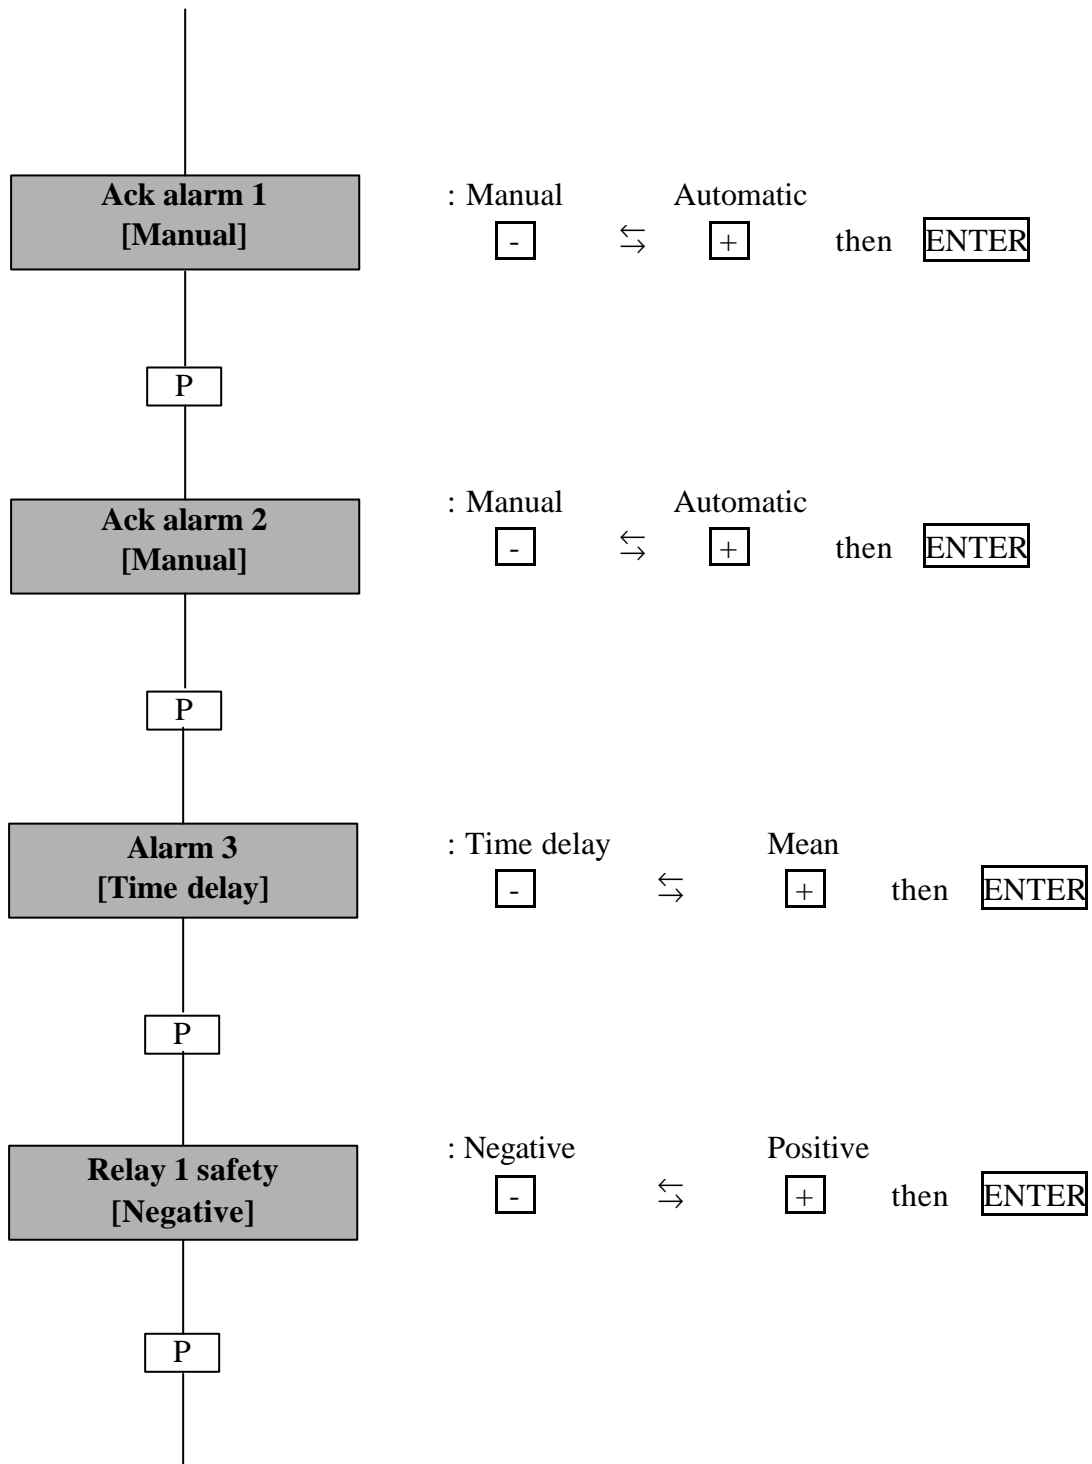 Ack alarm 1
[Manual]
: Manual Automatic
- ⇆ + then ENTER
P
Ack alarm 2
[Manual]
: Manual Automatic
- ⇆ + then ENTER
P
Alarm 3
[Time delay]
: Time delay Mean
- ⇆ + then ENTER
P
Relay 1 safety
[Negative]
: Negative Positive
- ⇆ + then ENTER
P